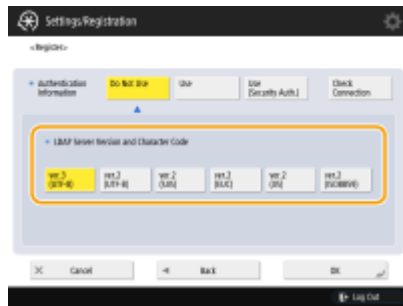 Settings/Registration
<Register>
Authentication Information
Do Not Use
Use
Use (Security Auth.)
Check Connection
LDAP Server Version and Character Code
ver.3 (UTF-8)
ver.2 (UTF-8)
ver.2 (SJIS)
ver.2 (EUC)
ver.2 (JIS)
ver.2 (ISO8859)
Cancel
Back
OK
Log Out